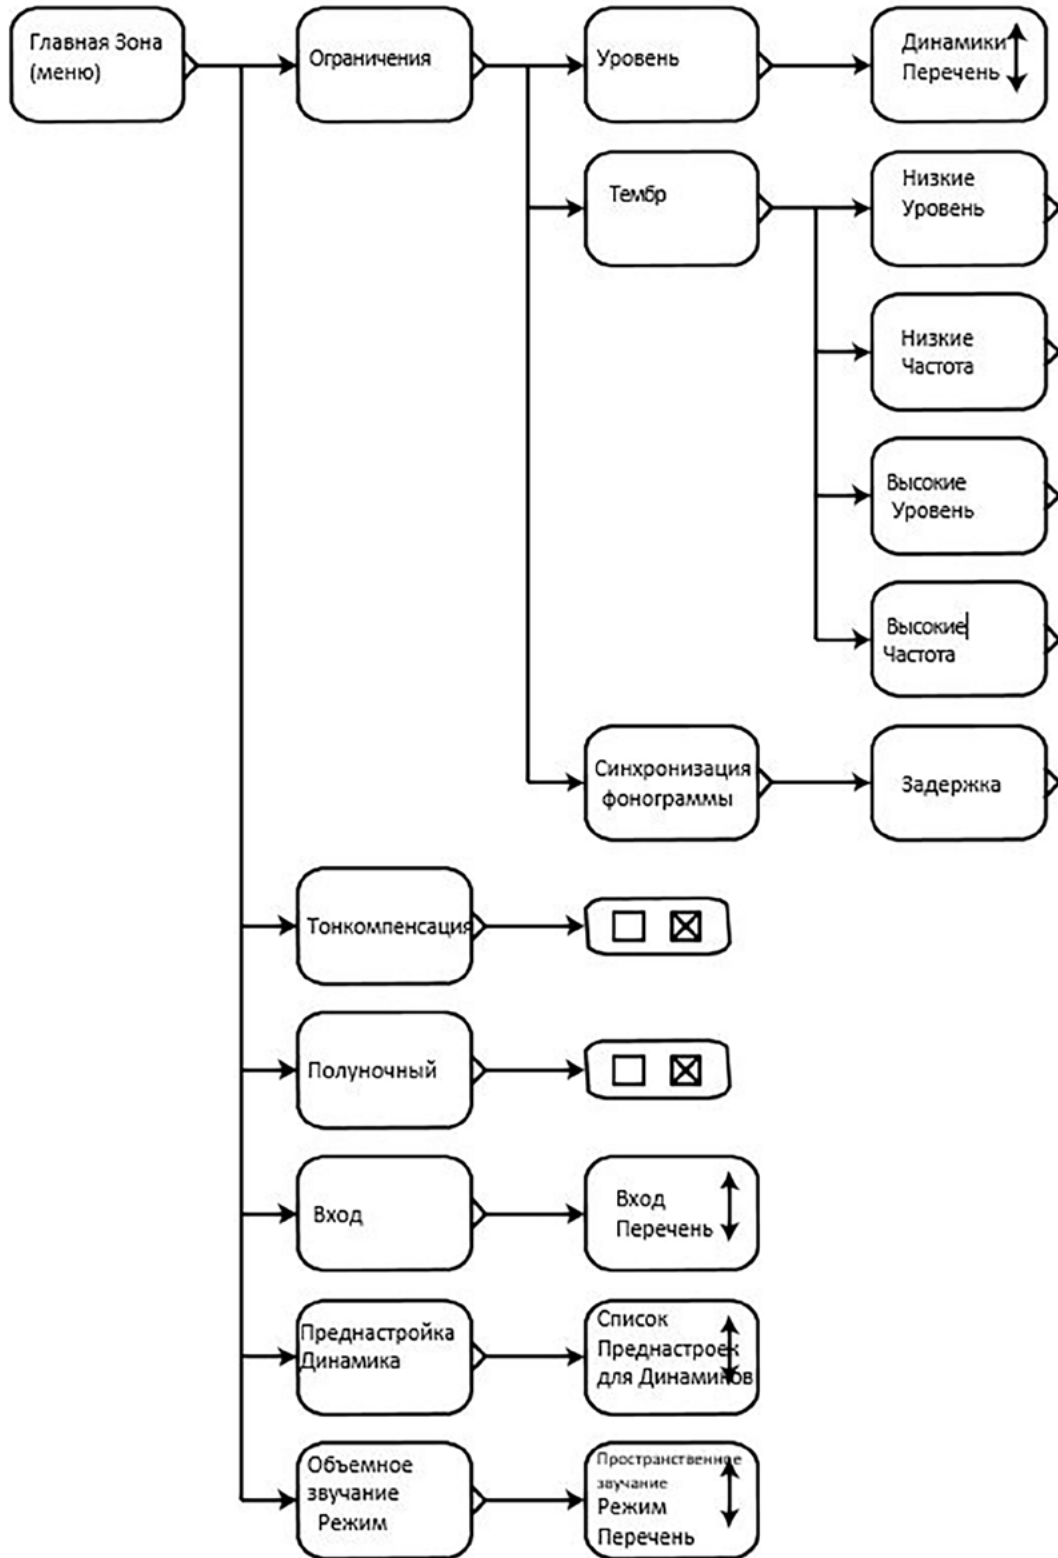 Главная Зона
(меню)
Ограничения
Уровень
Динамики
Перечень
Тембр
Низкие
Уровень
Низкие
Частота
Высокие
Уровень
Высокие
Частота
Синхронизация
фонограммы
Задержка
Тонкомпенсация
Полуночный
Вход
Вход
Перечень
Преднастройка
Динамика
Список
Преднастроек
для Динамиков
Объемное
звучание
Режим
Пространственное
звучание
Режим
Перечень